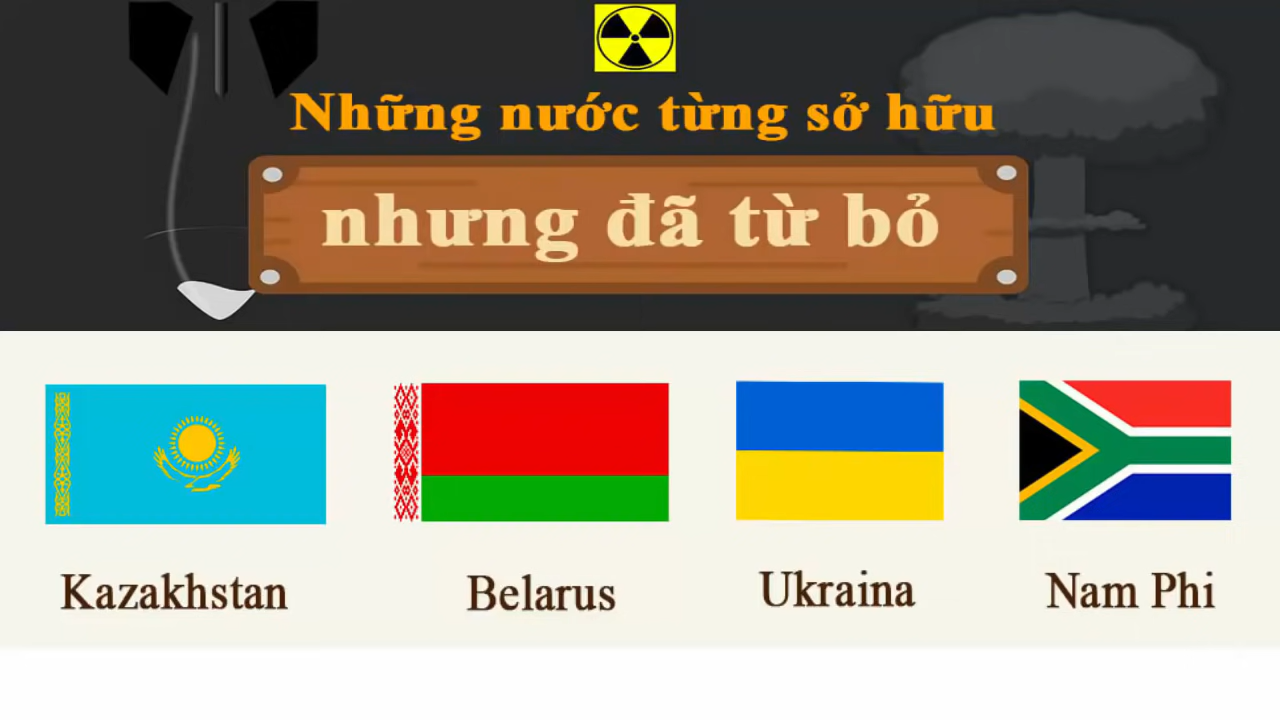 Những nước từng sở hữu
nhưng đã từ bỏ
Kazakhstan
Belarus
Ukraina
Nam Phi